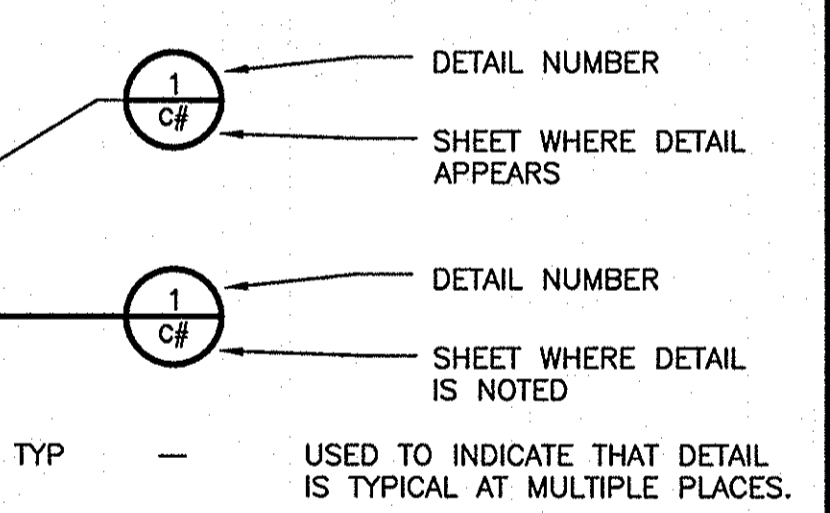 1
C#
DETAIL NUMBER
SHEET WHERE DETAIL
APPEARS
1
C#
DETAIL NUMBER
SHEET WHERE DETAIL
IS NOTED
TYP — USED TO INDICATE THAT DETAIL
IS TYPICAL AT MULTIPLE PLACES.